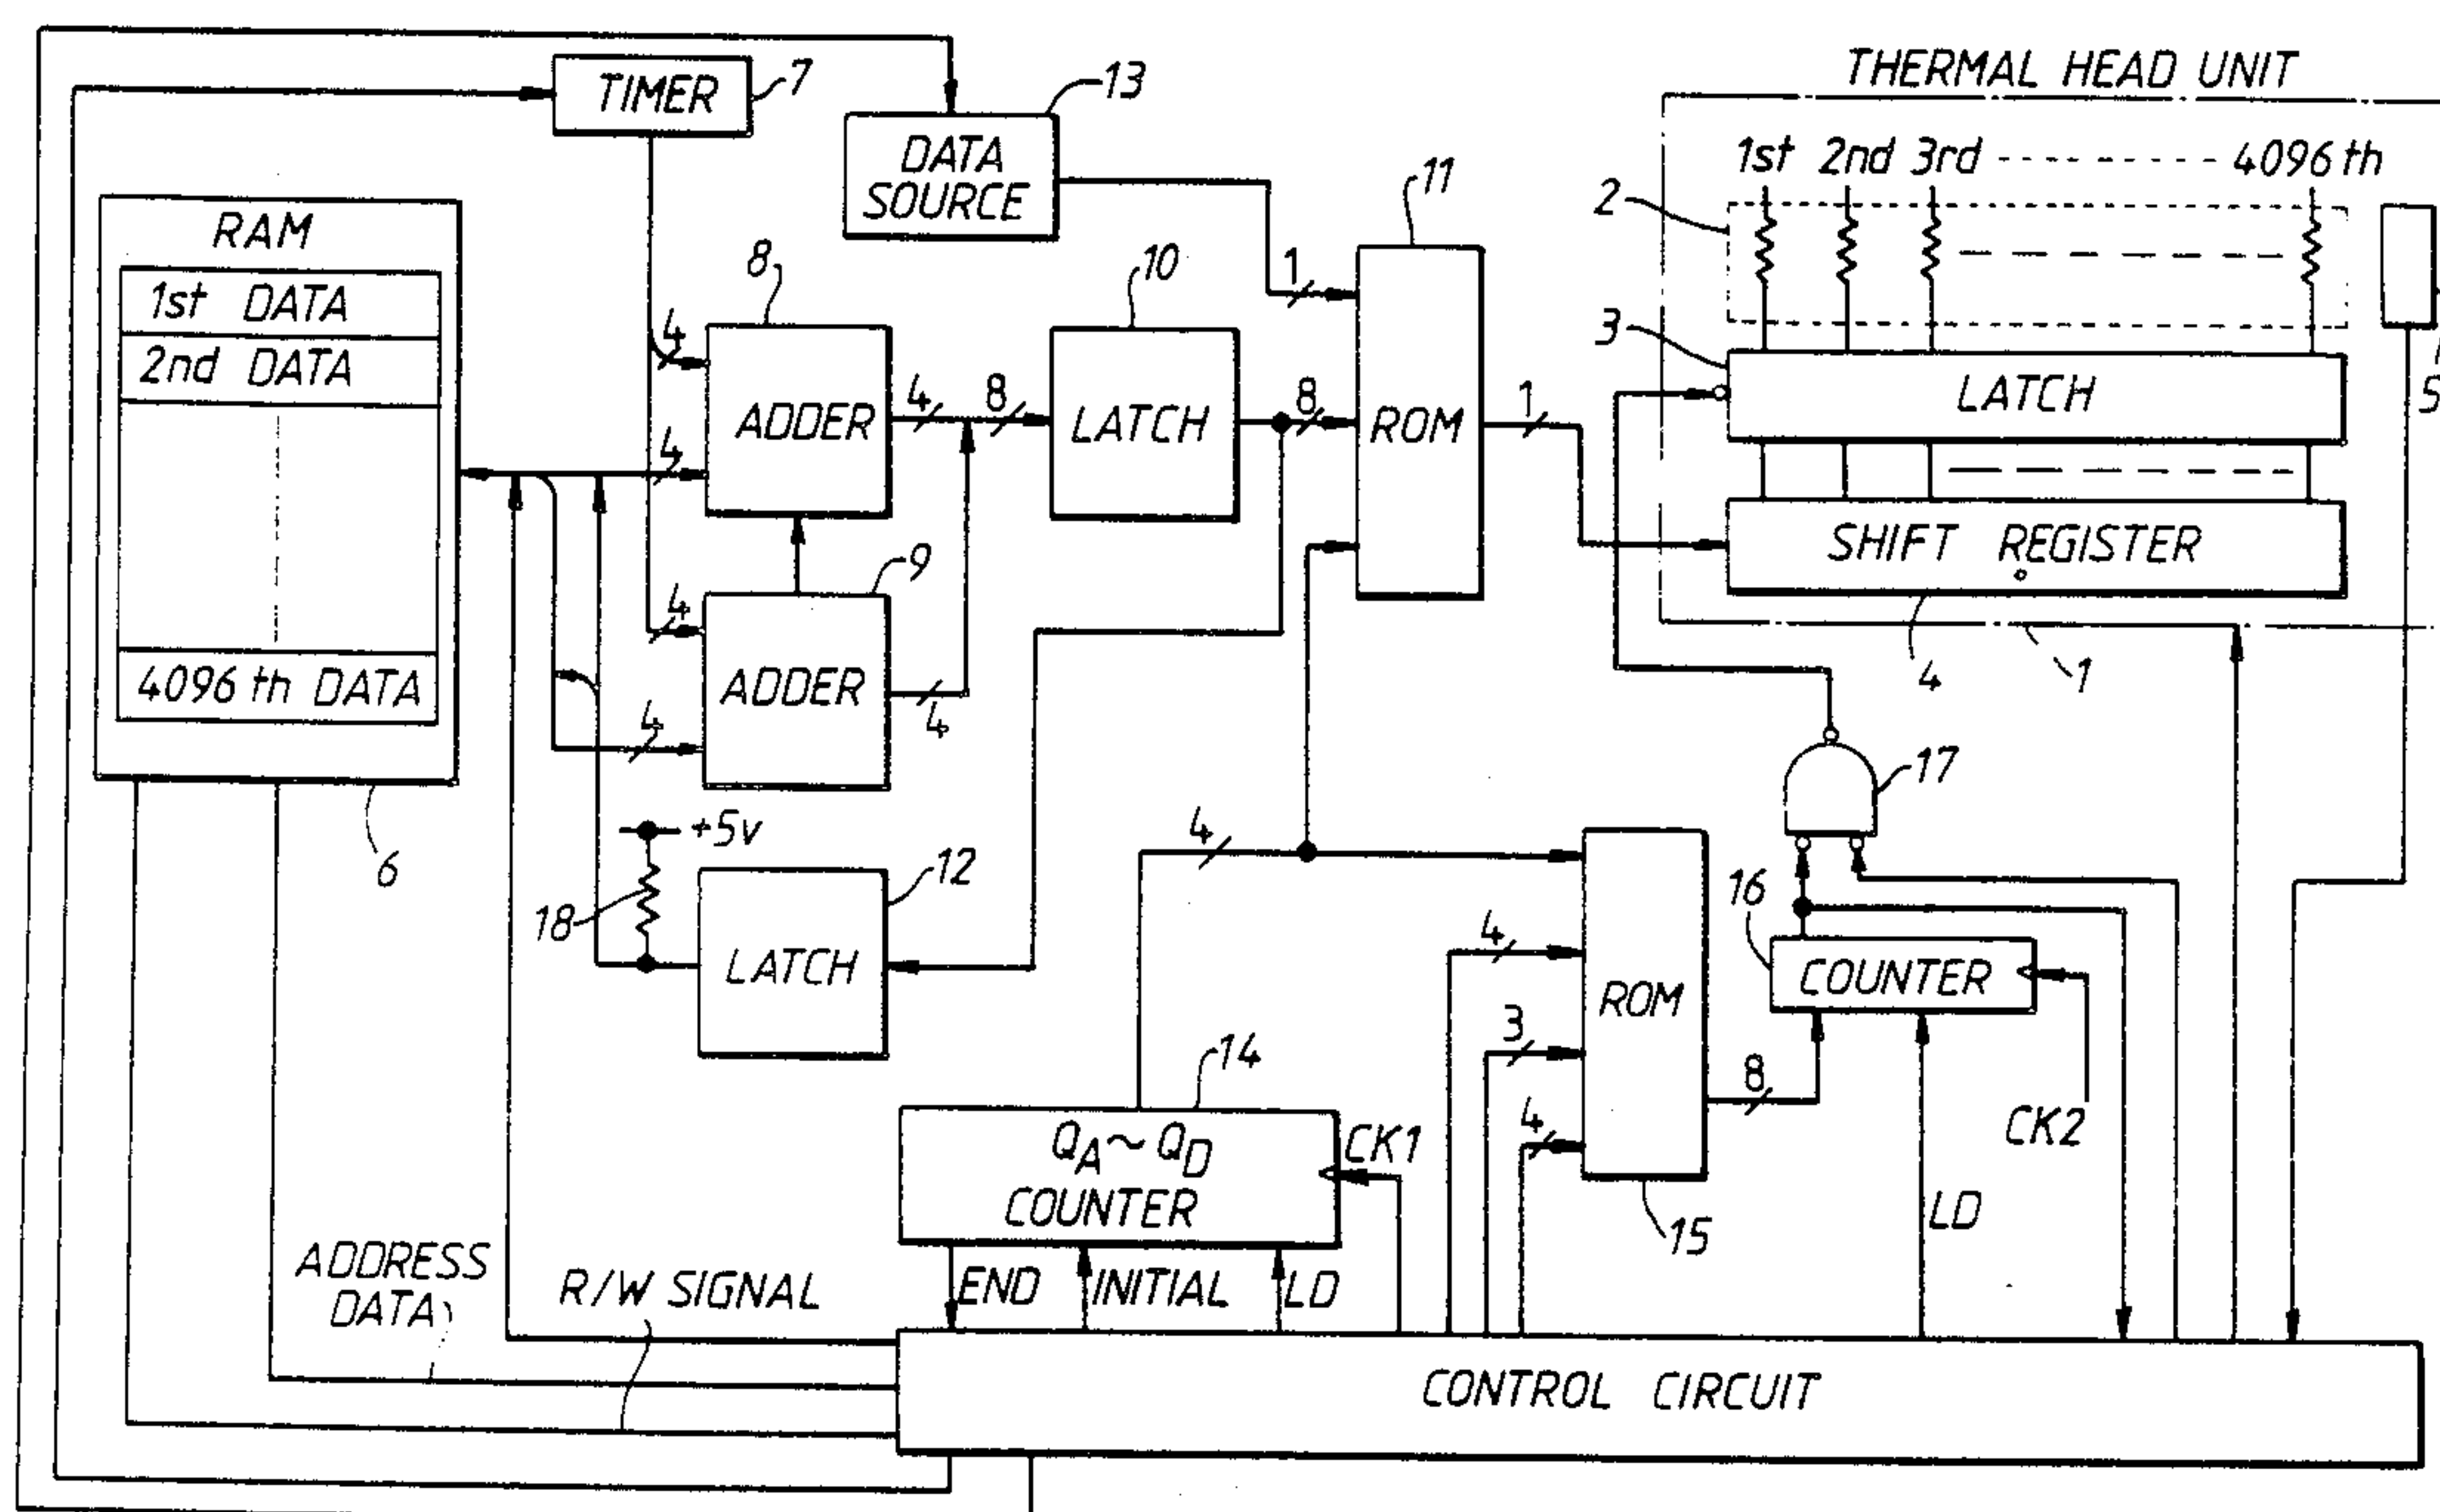 THERMAL HEAD UNIT
TIMER
7
13
DATA
SOURCE
1st 2nd 3rd 4096 th
2
11
RAM
1st DATA
2nd DATA
4096 th DATA
6
8
10
1
4
ADDER
4
8
LATCH
8
ROM
1
3
LATCH
4
SHIFT REGISTER
4
1
9
4
ADDER
4
4
+5v
18
12
LATCH
4
17
16
COUNTER
4
3
4
ROM
8
15
CK2
14
QA~QD
COUNTER
CK1
LD
END
INITIAL
LD
ADDRESS
DATA
R/W SIGNAL
CONTROL CIRCUIT